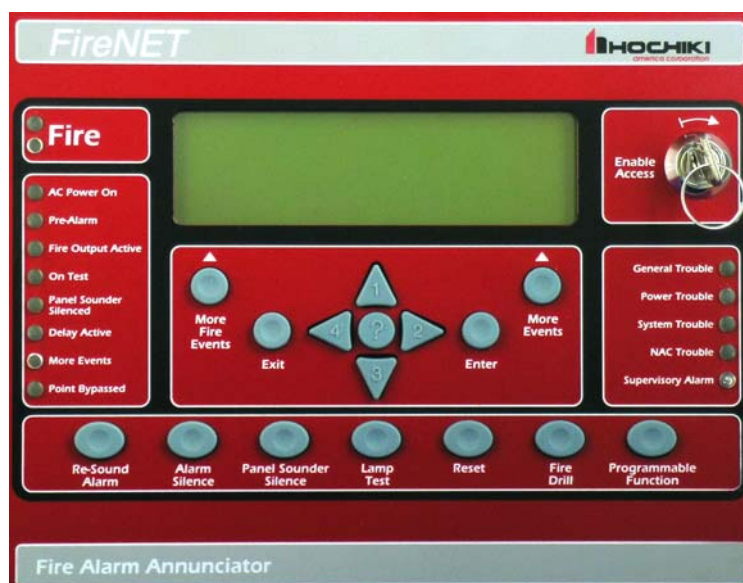 FireNET
HOCHIKI
america corporation
Fire
Enable
Access
AC Power On
Pre-Alarm
Fire Output Active
On Test
Panel Sounder
Silenced
Delay Active
More Events
Point Bypassed
More
Fire
Events
Exit
1
4
?
2
3
Enter
More
Events
General Trouble
Power Trouble
System Trouble
NAC Trouble
Supervisory Alarm
Re-Sound
Alarm
Alarm
Silence
Panel Sounder
Silence
Lamp
Test
Reset
Fire
Drill
Programmable
Function
Fire Alarm Annunciator